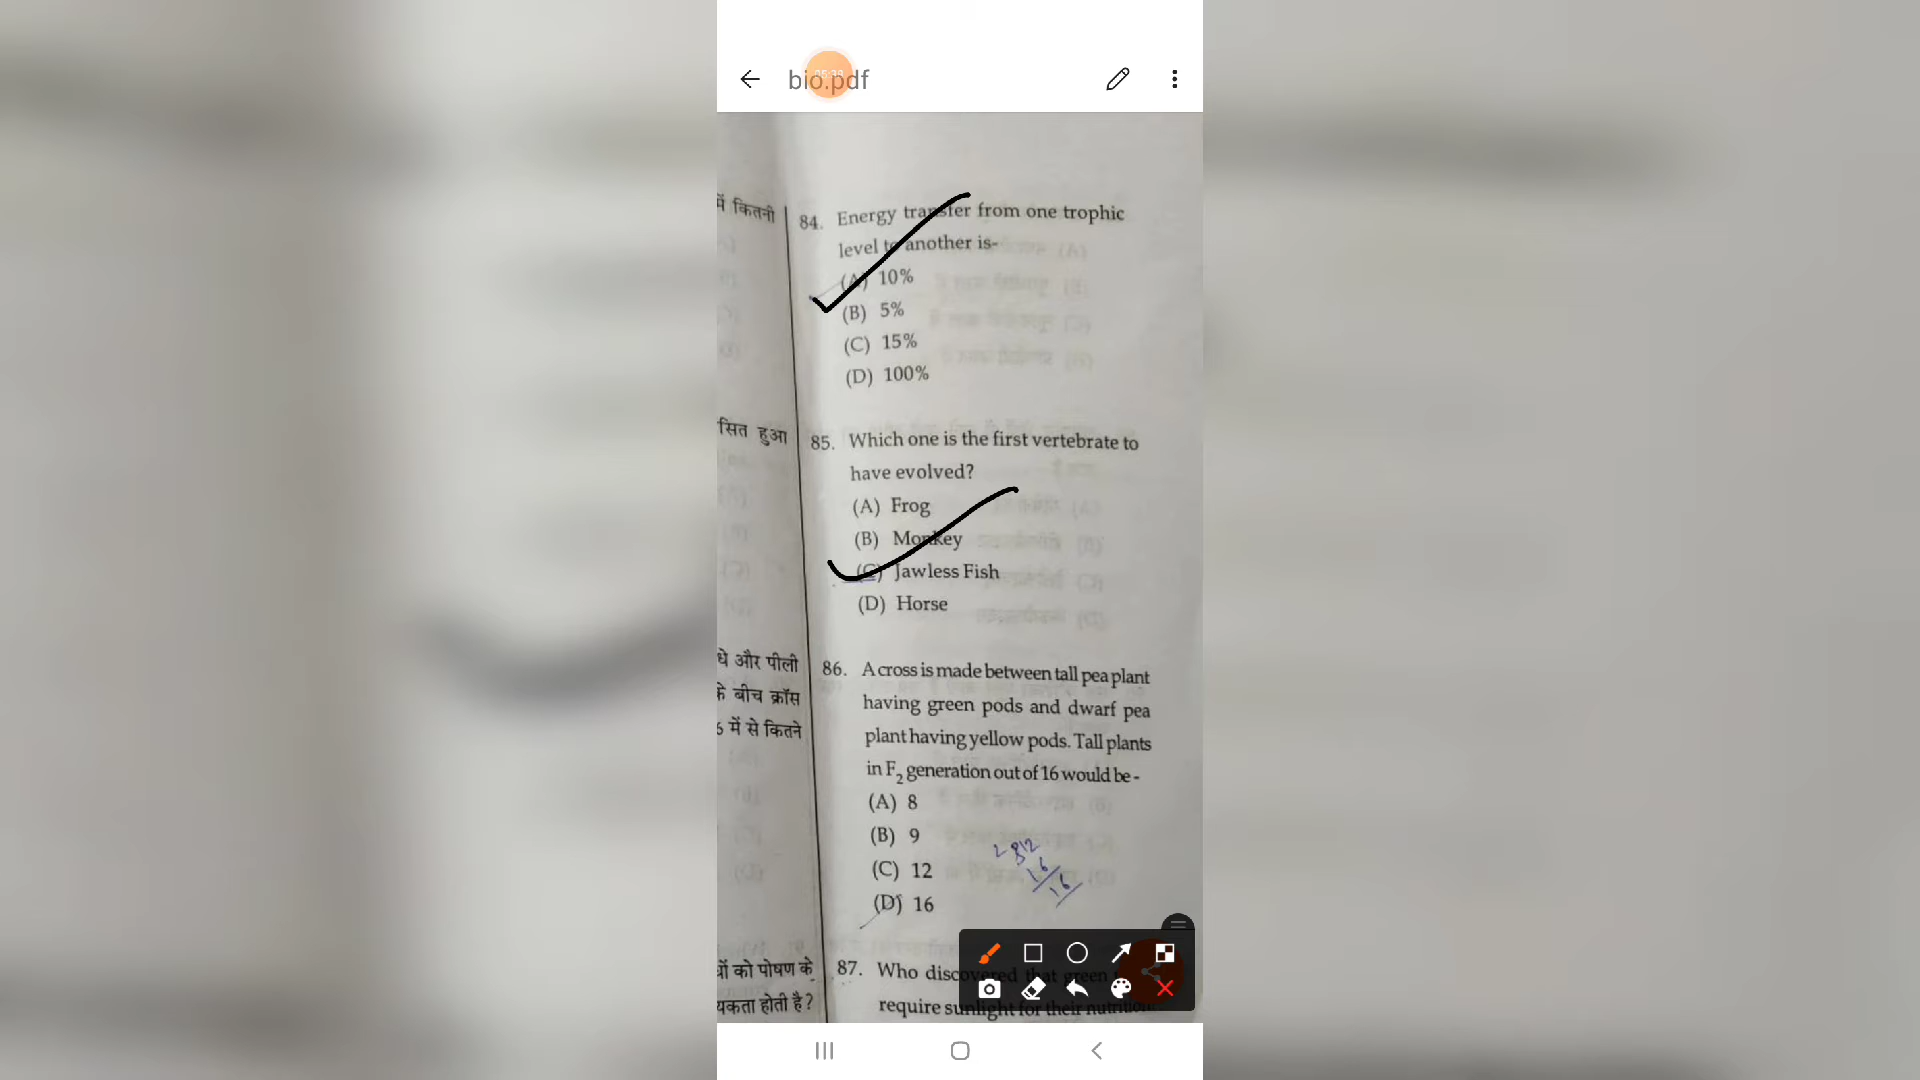 bio.pdf
में कितनी
84. Energy transfer from one trophic
level to another is-
(A) 10%
(B) 5%
(C) 15%
(D) 100%
सित हुआ
85. Which one is the first vertebrate to
have evolved?
(A) Frog
(B) Monkey
(C) Jawless Fish
(D) Horse
धे और पीली
के बीच क्रॉस
6 में से कितने
86. A cross is made between tall pea plant
having green pods and dwarf pea
plant having yellow pods. Tall plants
in F2 generation out of 16 would be -
(A) 8
(B) 9
(C) 12
(D) 16
त्रों को पोषण के
यकता होती है?
87. Who discovered that green
require sunlight for their nutrition